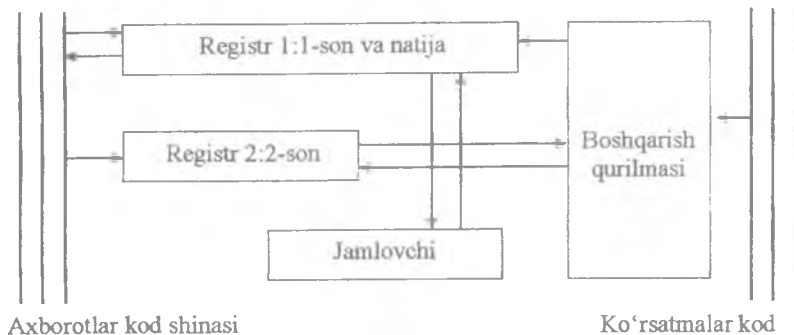 Registr 1:1-son va natija
Registr 2:2-son
Boshqarish
qurilmasi
Jamlovchi
Axborotlar kod shinasi
Ko‘rsatmalar kod